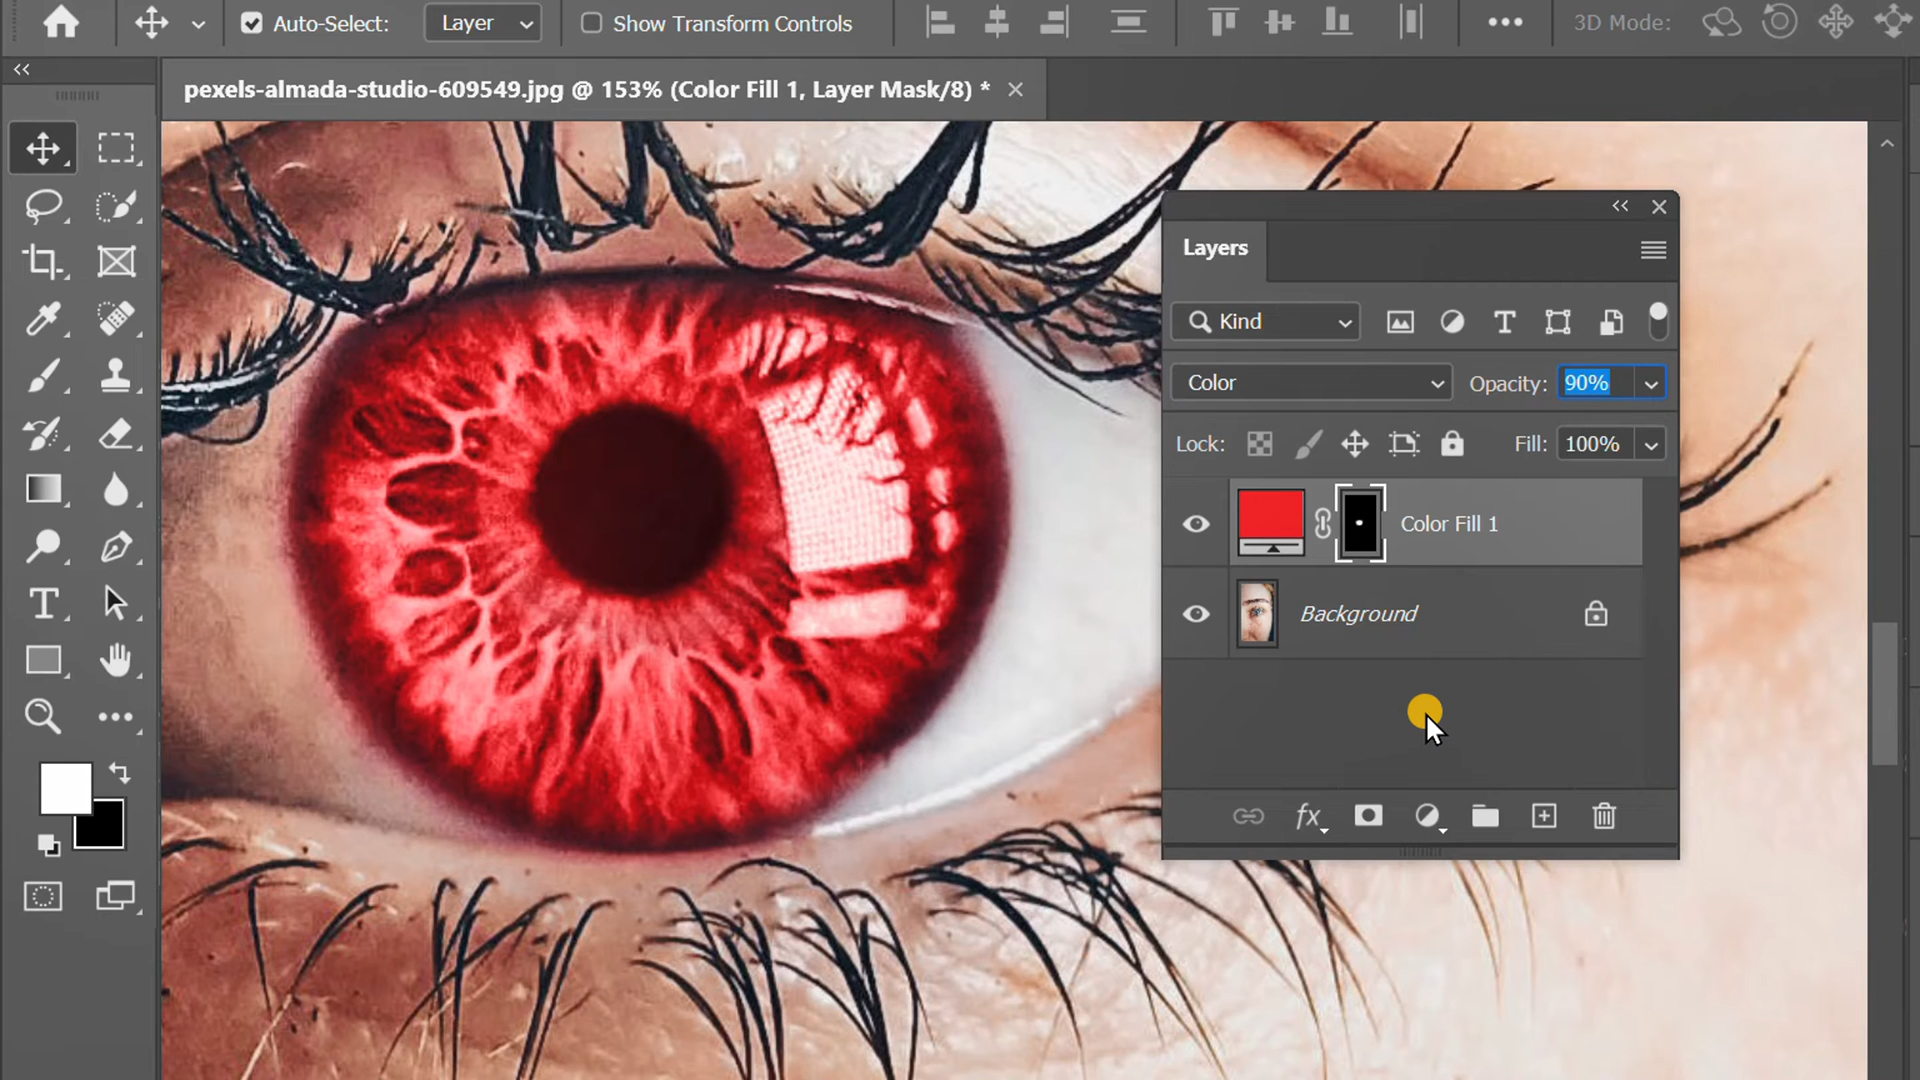 Auto-Select: Layer Show Transform Controls 3D Mode:
pexels-almada-studio-609549.jpg @ 153% (Color Fill 1, Layer Mask/8) *
Layers
Kind
Color Opacity: 90%
Lock: Fill: 100%
Color Fill 1
Background
fx